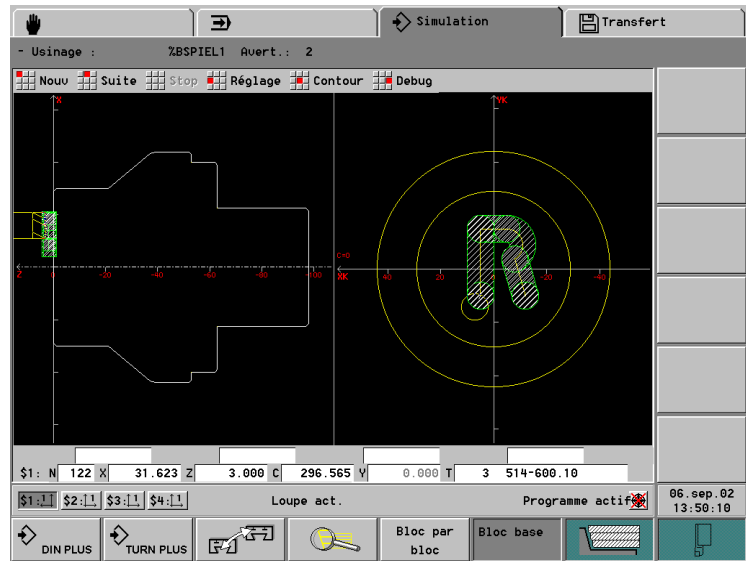 Simulation
Transfert
- Usinage : %BSPIEL1 Avert.: 2
Nouv Suite Stop Réglage Contour Debug
X
YK
C=0
Z 0 -20 -40 -60 -80 -100
XK 40 20 0 -20 -40
$1: N 122 X 31.623 Z 3.000 C 296.565 Y 0.000 T 3 514-600.10
$1: $2: $3: $4: Loupe act. Programme actif
06.sep.02
13:50:10
DIN PLUS
TURN PLUS
Bloc par
bloc
Bloc base